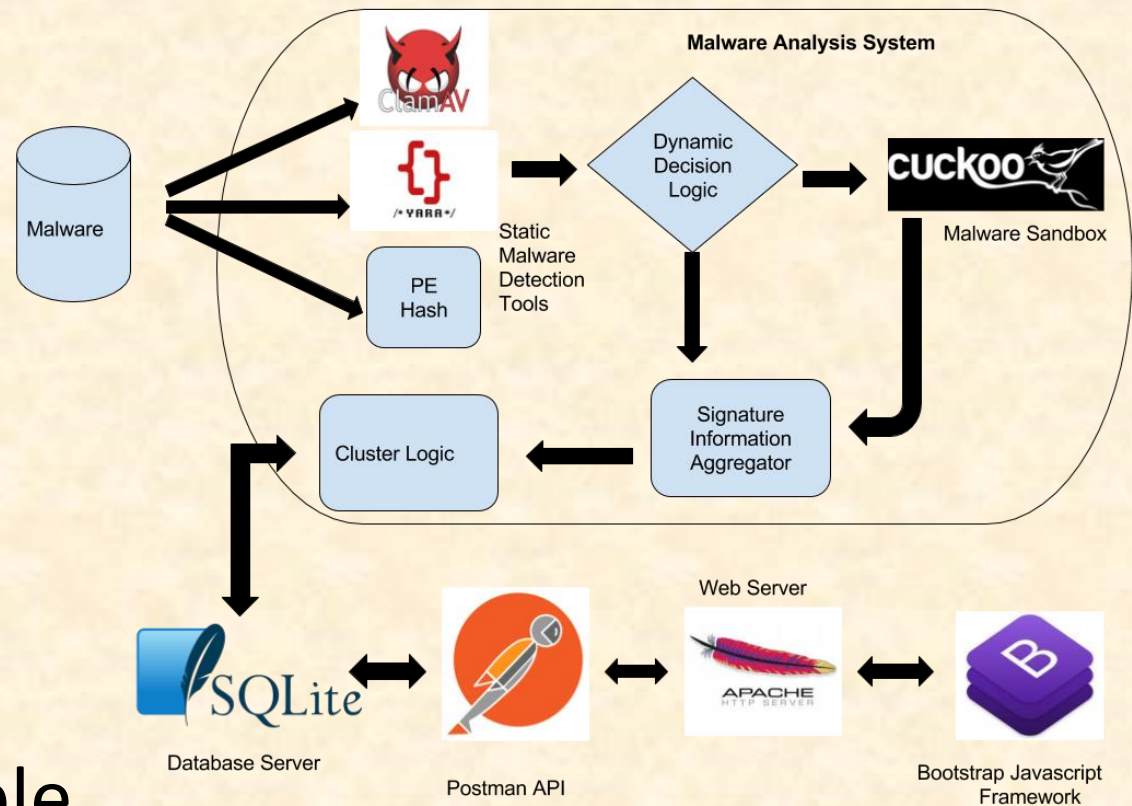 Malware Analysis System
ClamAV
Dynamic
Decision
Logic
cuckoo
Malware
/* YARA */
Static
Malware
Detection
Tools
Malware Sandbox
PE
Hash
Signature
Information
Aggregator
Cluster Logic
Web Server
B
SQLite
APACHE
HTTP SERVER
Database Server
Postman API
Bootstrap Javascript
Framework